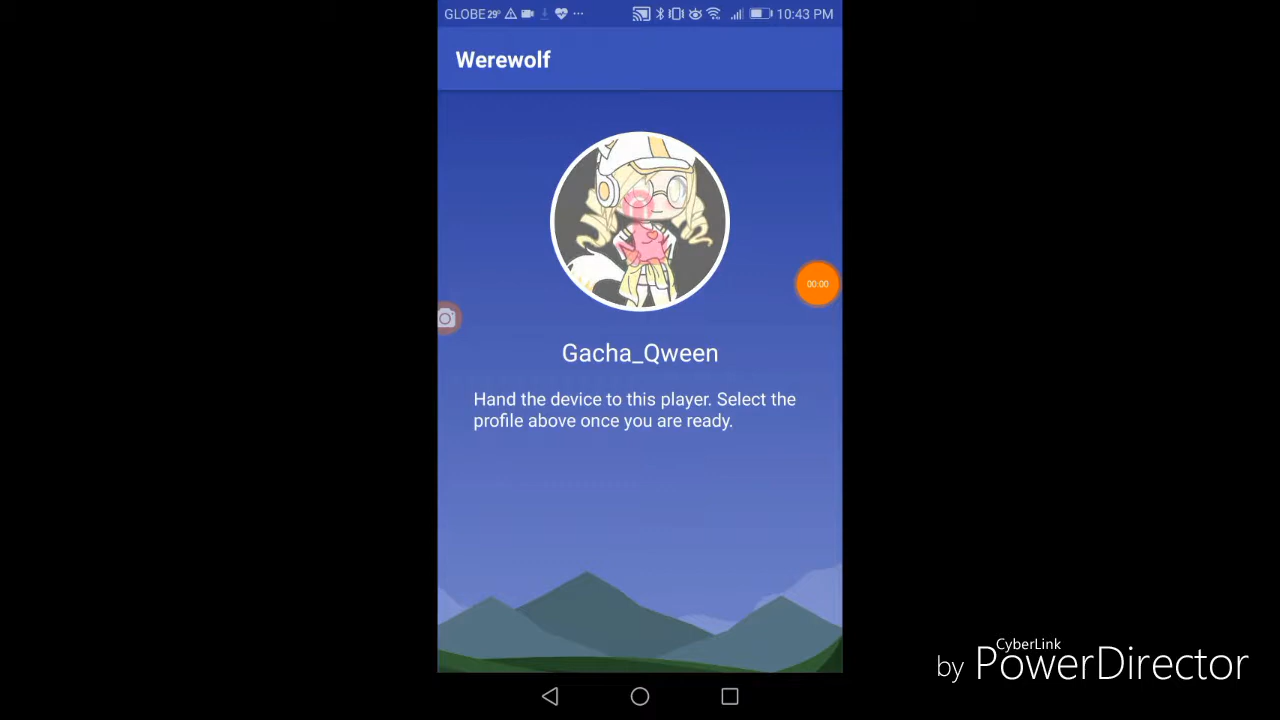 GLOBE 29° 10:43 PM
Werewolf
00:00
Gacha_Qween
Hand the device to this player. Select the
profile above once you are ready.
CyberLink
by PowerDirector